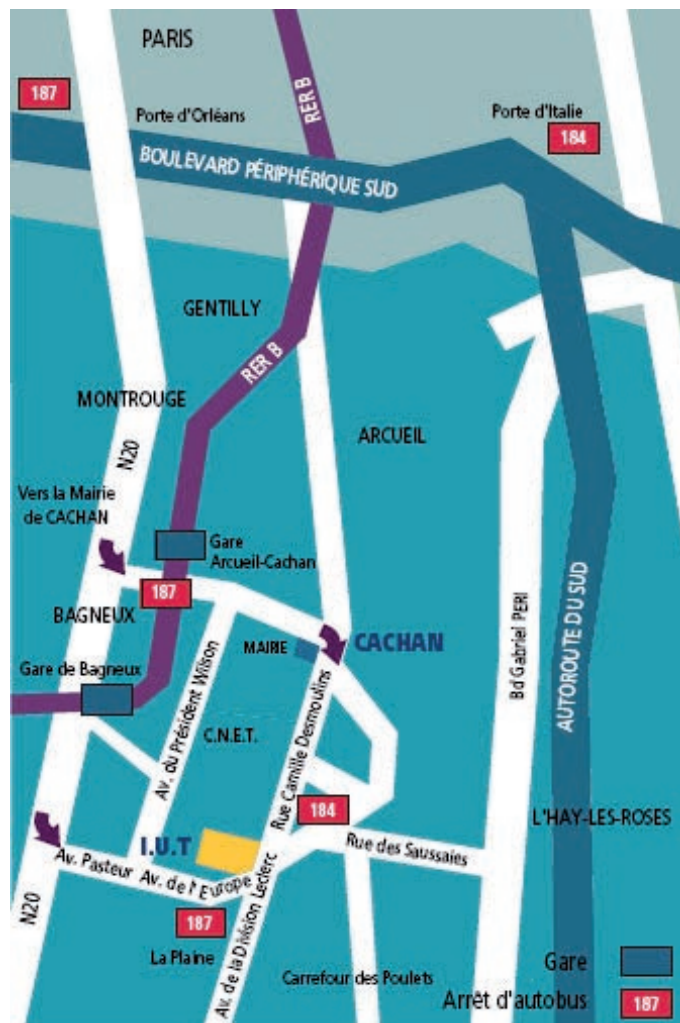 PARIS
187
RER B
Porte d'Orléans
Porte d'Italie
184
BOULEVARD PÉRIPHÉRIQUE SUD
GENTILLY
RER B
MONTROUGE
N20
ARCUEIL
Vers la Mairie
de CACHAN
Gare
Arcueil-Cachan
187
BAGNEUX
MAIRIE
CACHAN
Gare de Bagneux
Av. du Président Wilson
C.N.E.T.
Rue Camille Desmoulins
Bd Gabriel PERI
AUTOROUTE DU SUD
184
L'HAY-LES-ROSES
I.U.T
Rue des Saussaies
Av. Pasteur
Av. de l'Europe
N20
187
La Plaine
Av. de la Division Leclerc
Carrefour des Poulets
Gare
Arrêt d'autobus
187